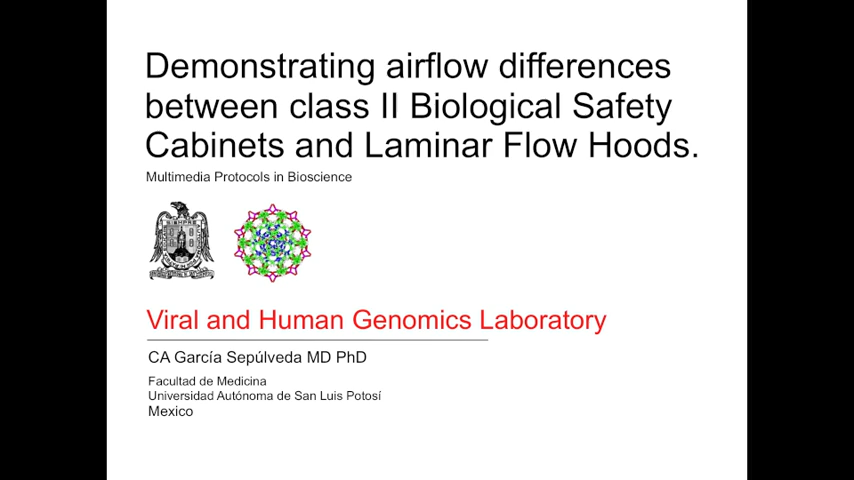 Demonstrating airflow differences
between class II Biological Safety
Cabinets and Laminar Flow Hoods.
Multimedia Protocols in Bioscience
SIEMPRE
Viral and Human Genomics Laboratory
CA García Sepúlveda MD PhD
Facultad de Medicina
Universidad Autónoma de San Luis Potosí
Mexico